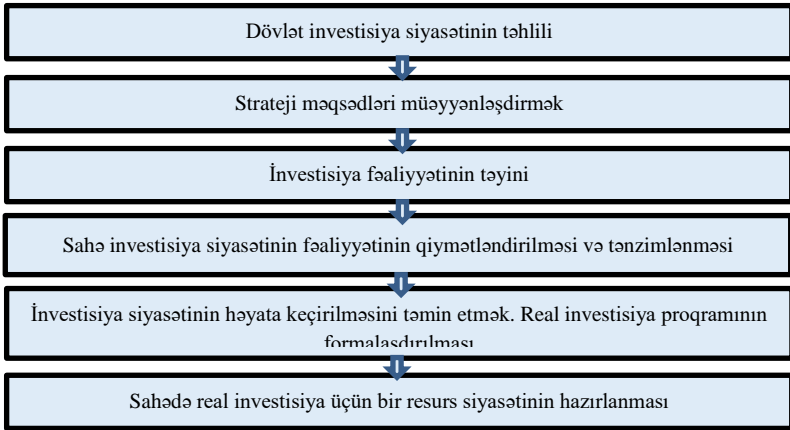 Dövlət investisiya siyasətinin təhlili
Strateji məqsədləri müəyyənləşdirmək
İnvestisiya fəaliyyətinin təyini
Sahə investisiya siyasətinin fəaliyyətinin qiymətləndirilməsi və tənzimlənməsi
İnvestisiya siyasətinin həyata keçirilməsini təmin etmək. Real investisiya proqramının
formalaşdırılması
Sahədə real investisiya üçün bir resurs siyasətinin hazırlanması